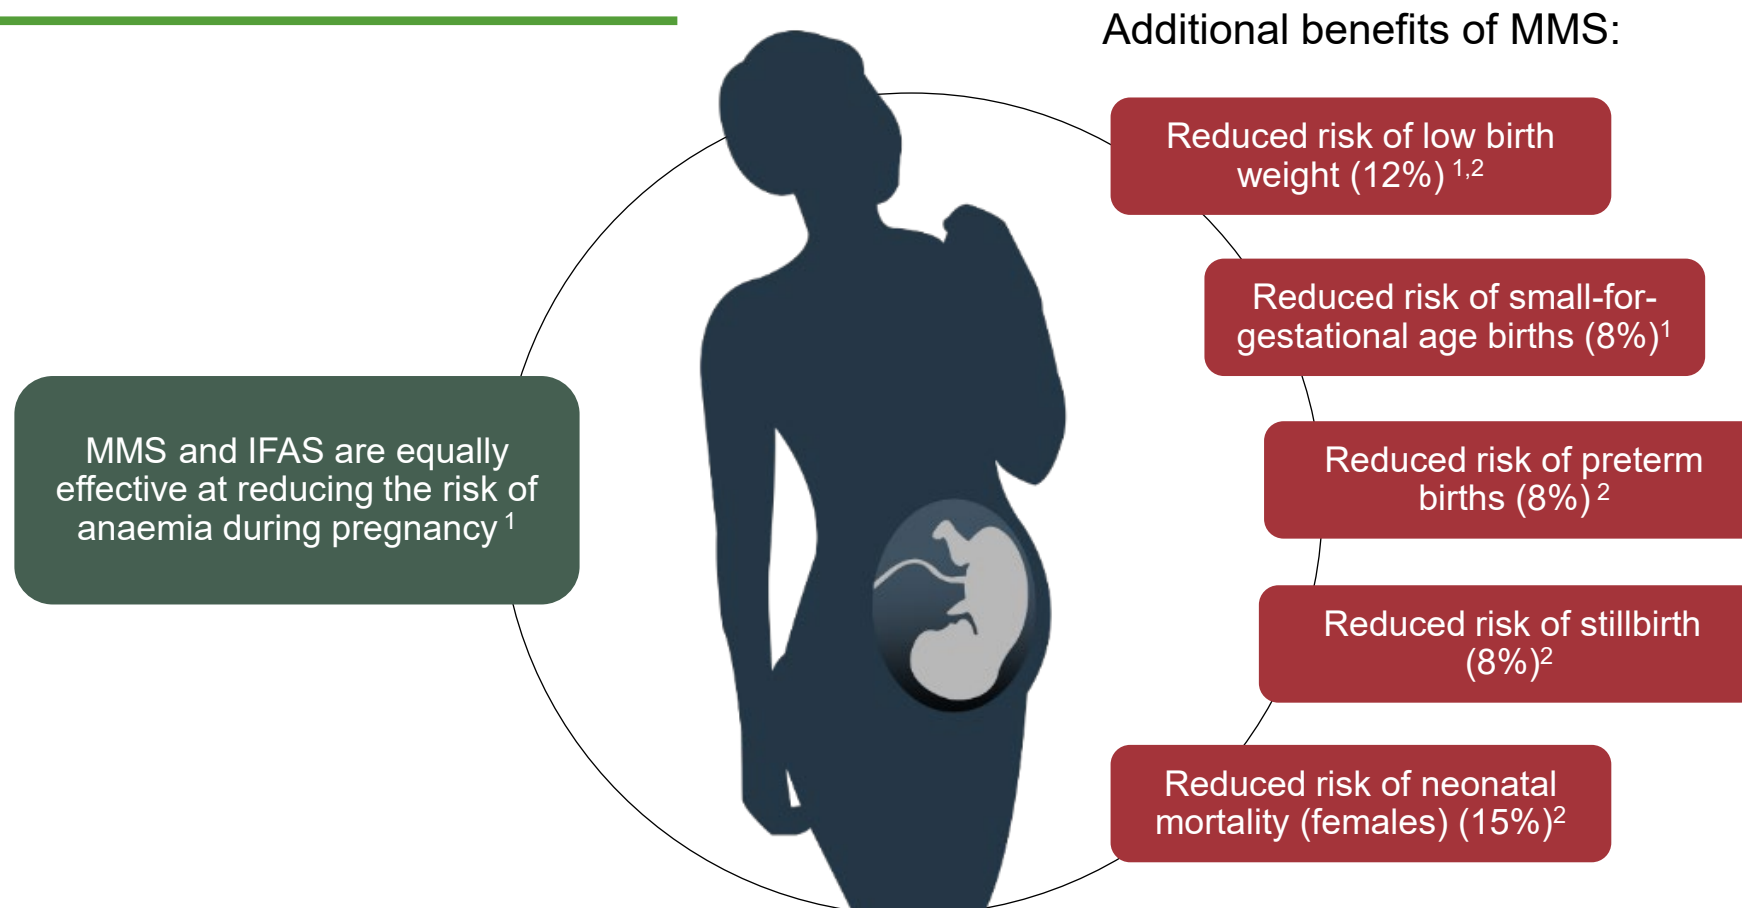 Additional benefits of MMS:
Reduced risk of low birth
weight (12%) 1,2
Reduced risk of small-for-
gestational age births (8%)1
MMS and IFAS are equally
effective at reducing the risk of
anaemia during pregnancy 1
Reduced risk of preterm
births (8%) 2
Reduced risk of stillbirth
(8%)2
Reduced risk of neonatal
mortality (females) (15%)2